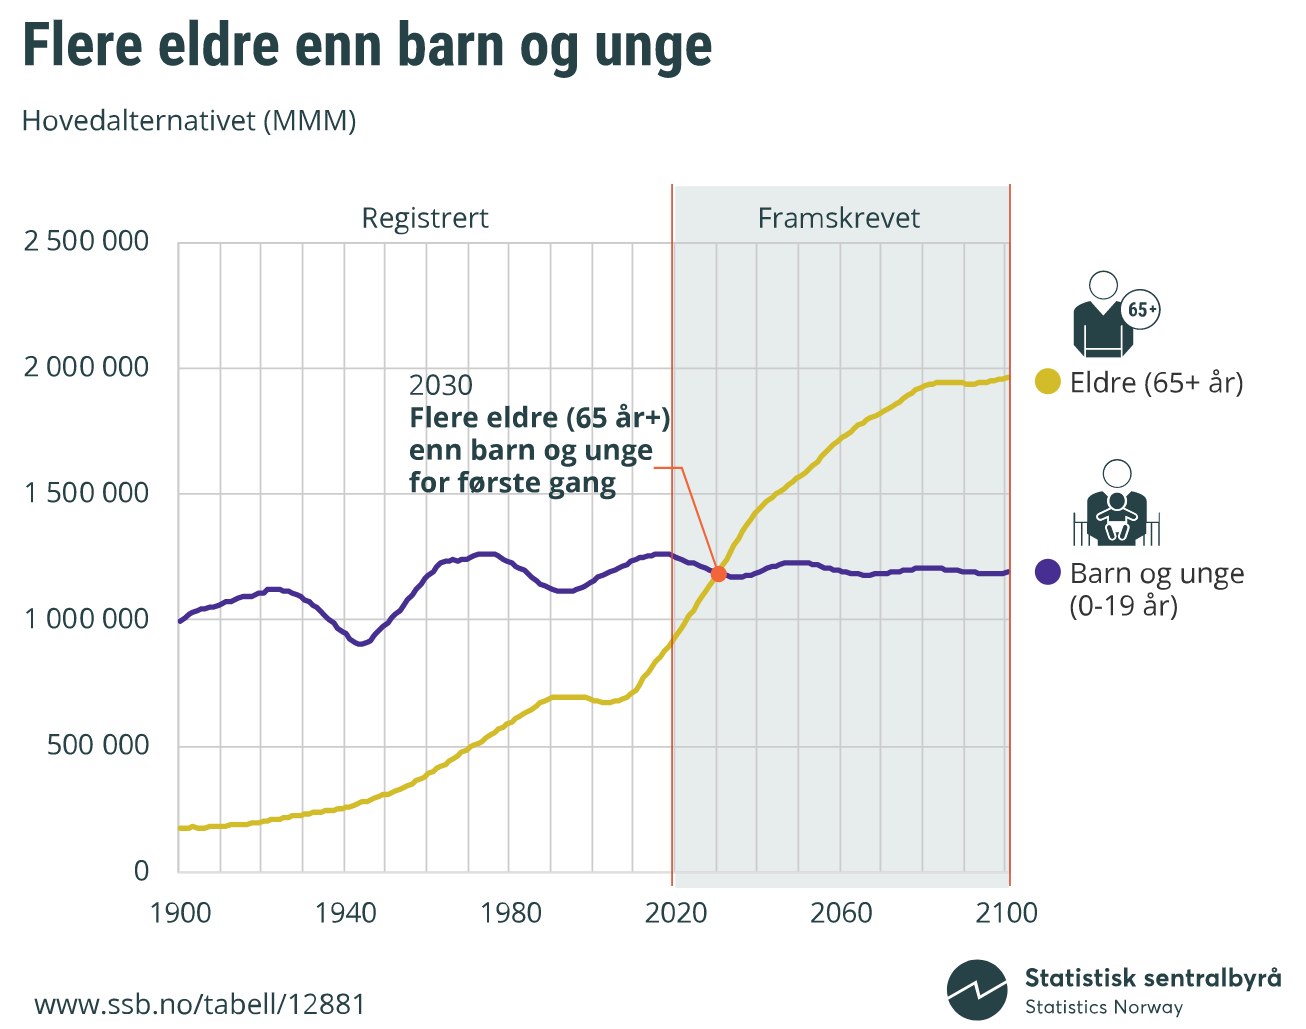 Flere eldre enn barn og unge
Hovedalternativet (MMM)
Registrert
Framskrevet
2 500 000
2 000 000
1 500 000
1 000 000
500 000
0
2030
Flere eldre (65 år+)
enn barn og unge
for første gang
1900
1940
1980
2020
2060
2100
65+
Eldre (65+ år)
Barn og unge
(0-19 år)
www.ssb.no/tabell/12881
Statistisk sentralbyrå
Statistics Norway